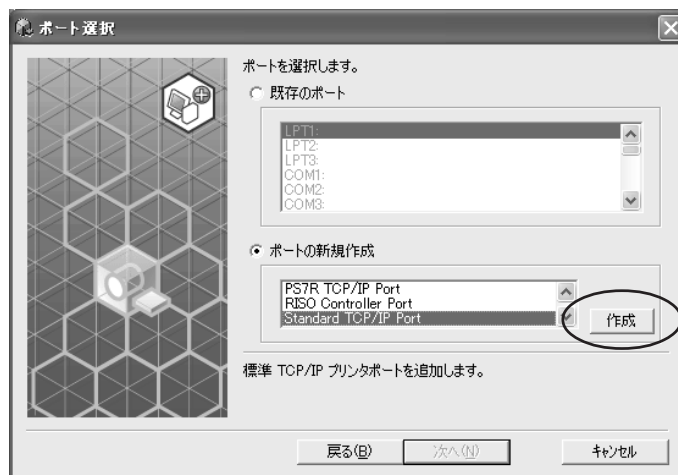 ポート選択
ポートを選択します。
既存のポート
LPT1:
LPT2:
LPT3:
COM1:
COM2:
COM3:
ポートの新規作成
PS7R TCP/IP Port
RISO Controller Port
Standard TCP/IP Port
作成
標準 TCP/IP プリンタポートを追加します。
戻る(B)
次へ(N)
キャンセル